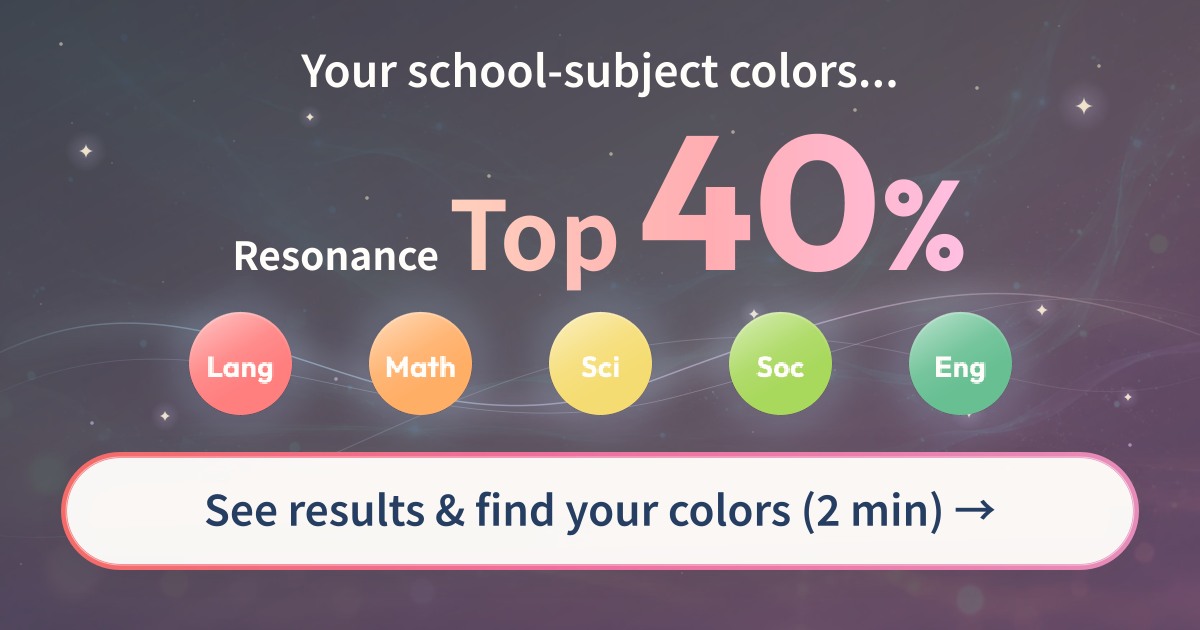 Your school-subject colors...
Resonance Top 40%
Lang Math Sci Soc Eng
See results & find your colors (2 min) →